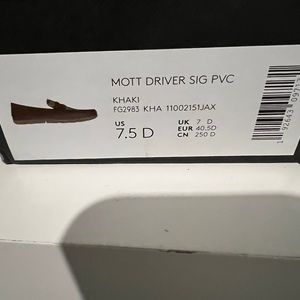 MOTT DRIVER SIG PVC
KHAKI
FG2983 KHA 11002151JAX
US
7.5 D
UK 7 D
EUR 40.5D
CN 250 D